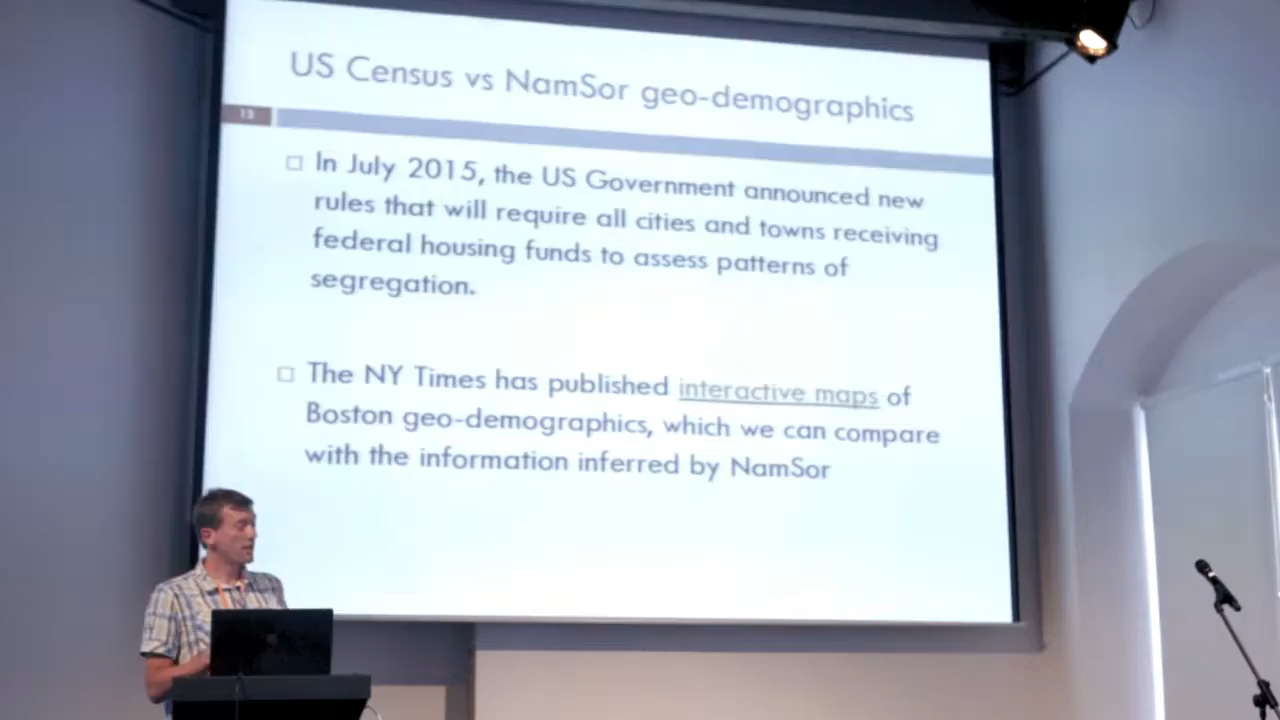 US Census vs NamSor geo-demographics
13
In July 2015, the US Government announced new
rules that will require all cities and towns receiving
federal housing funds to assess patterns of
segregation.
The NY Times has published interactive maps of
Boston geo-demographics, which we can compare
with the information inferred by NamSor